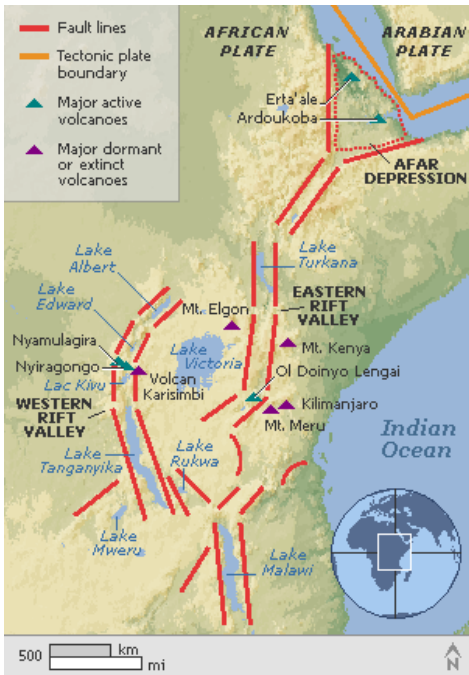 Fault lines
Tectonic plate
boundary
Major active
volcanoes
Major dormant
or extinct
volcanoes
AFRICAN
PLATE
ARABIAN
PLATE
Erta'ale
Ardoukoba
AFAR
DEPRESSION
Lake
Turkana
Lake
Albert
Lake
Edward
Mt. Elgon
EASTERN
RIFT
VALLEY
Nyamulagira
Nyiragongo
Lac Kivu
Lake
Victoria
Mt. Kenya
Volcan
Karisimbi
Ol Doinyo Lengai
WESTERN
RIFT
VALLEY
Kilimanjaro
Mt. Meru
Indian
Ocean
Lake
Tanganyika
Lake
Rukwa
Lake
Mweru
Lake
Malawi
500
km
mi
N